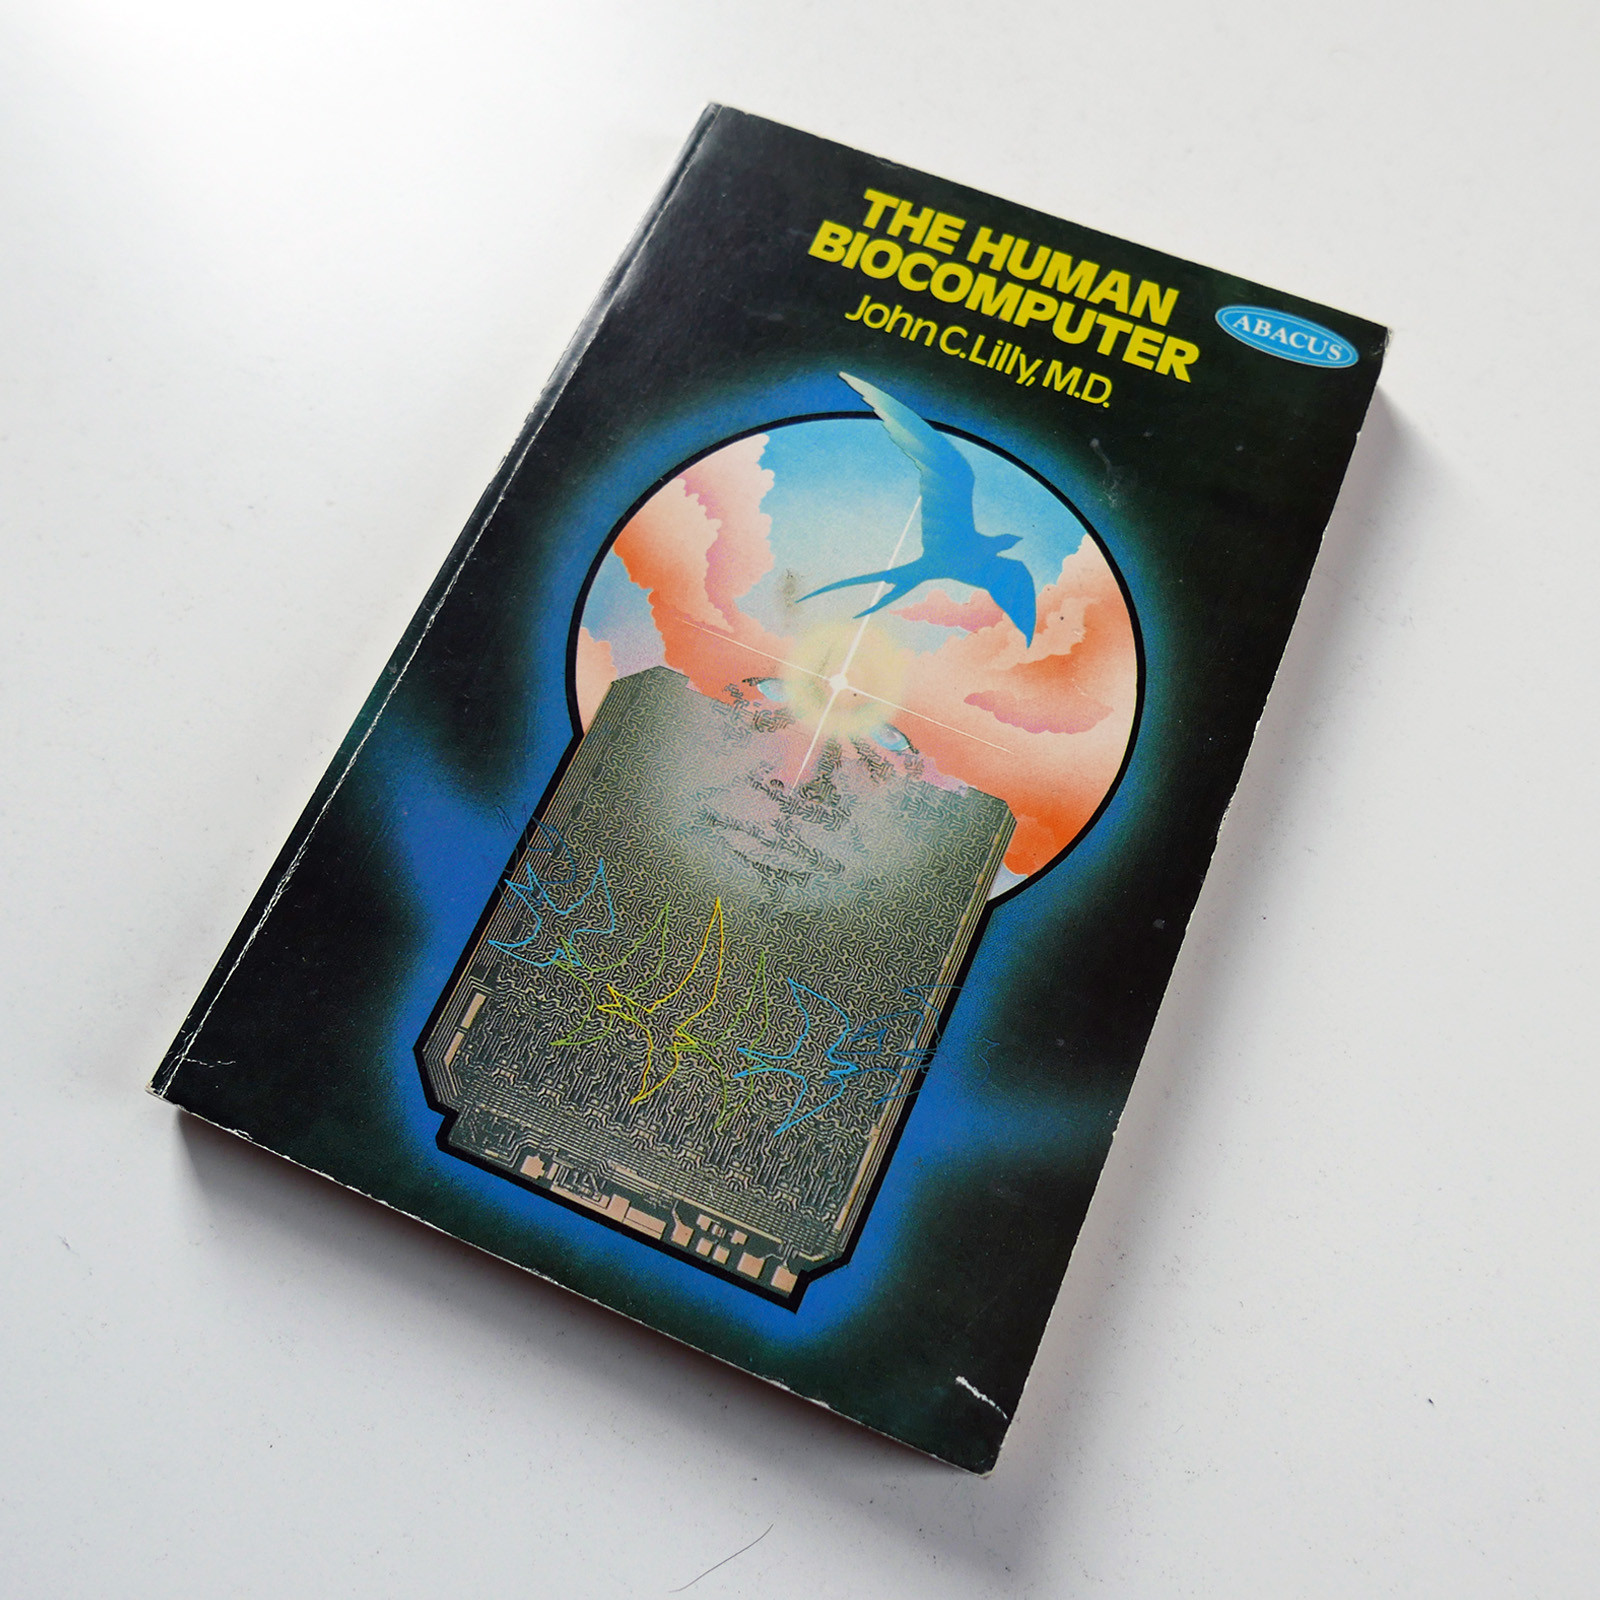 THE HUMAN
BIOCOMPUTER
John C. Lilly, M.D.
ABACUS